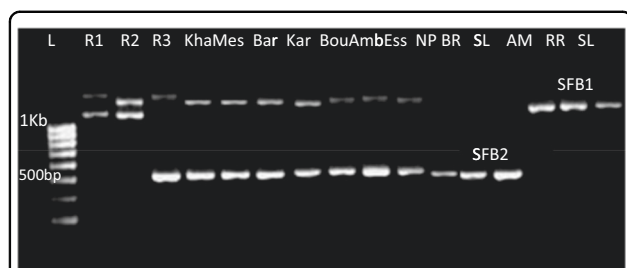 L R1 R2 R3 KhaMes Bar Kar BouAmbEss NP BR SL AM RR SL
SFB1
1Kb
SFB2
500bp